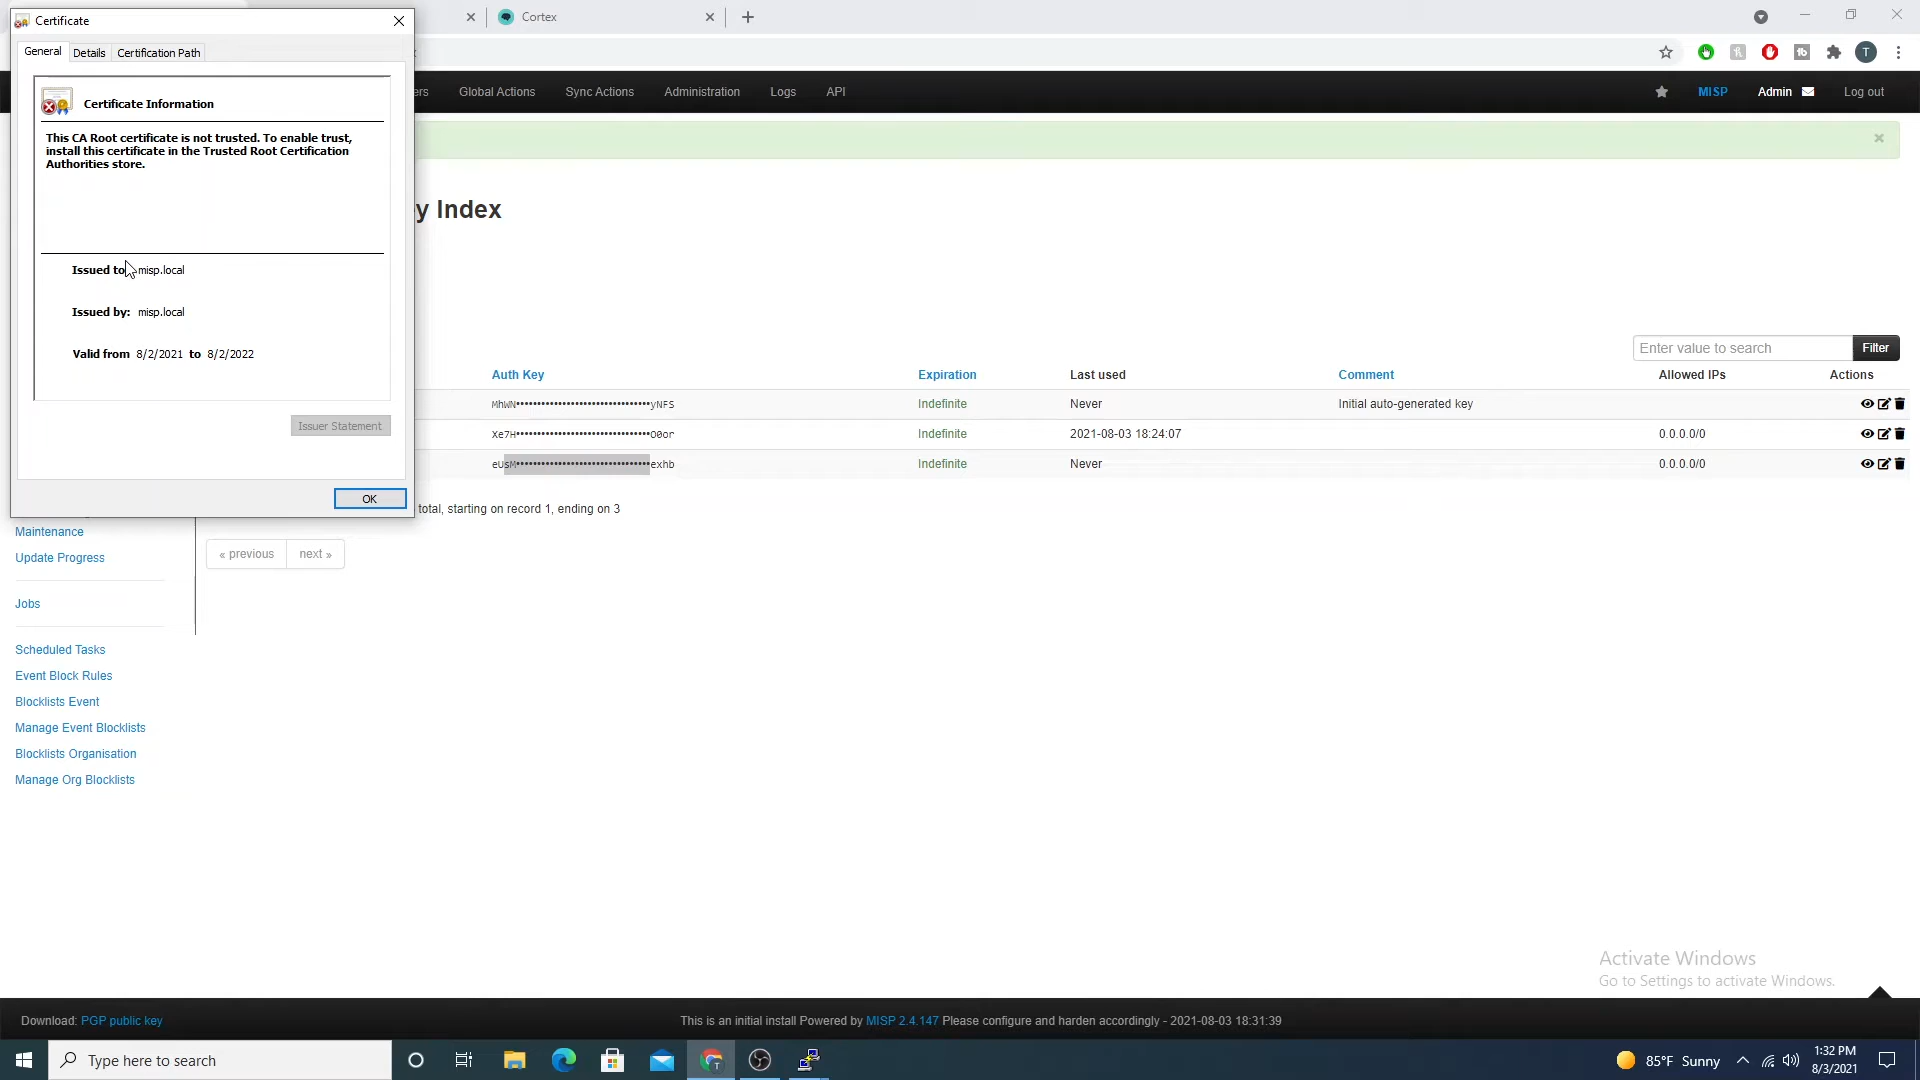 Certificate
Cortex
General
Details
Certification Path
Certificate Information
This CA Root certificate is not trusted. To enable trust,
install this certificate in the Trusted Root Certification
Authorities store.
Issued to
misp.local
Issued by: misp.local
Valid from 8/2/2021 to 8/2/2022
Issuer Statement
OK
ers
Global Actions
Sync Actions
Administration
Logs
API
MISP
Admin
Log out
T
y Index
Enter value to search
Filter
Auth Key
Expiration
Last used
Comment
Allowed IPs
Actions
MhWN••••••••••••••••••••••••••••••••yNFS
Indefinite
Never
Initial auto-generated key
Xe7H••••••••••••••••••••••••••••••••O0or
Indefinite
2021-08-03 18:24:07
0.0.0.0/0
eUsM••••••••••••••••••••••••••••••••exhb
Indefinite
Never
0.0.0.0/0
total, starting on record 1, ending on 3
« previous
next »
Maintenance
Update Progress
Jobs
Scheduled Tasks
Event Block Rules
Blocklists Event
Manage Event Blocklists
Blocklists Organisation
Manage Org Blocklists
Activate Windows
Go to Settings to activate Windows.
Download: PGP public key
This is an initial install Powered by MISP 2.4.147 Please configure and harden accordingly - 2021-08-03 18:31:39
Type here to search
85°F Sunny
1:32 PM
8/3/2021